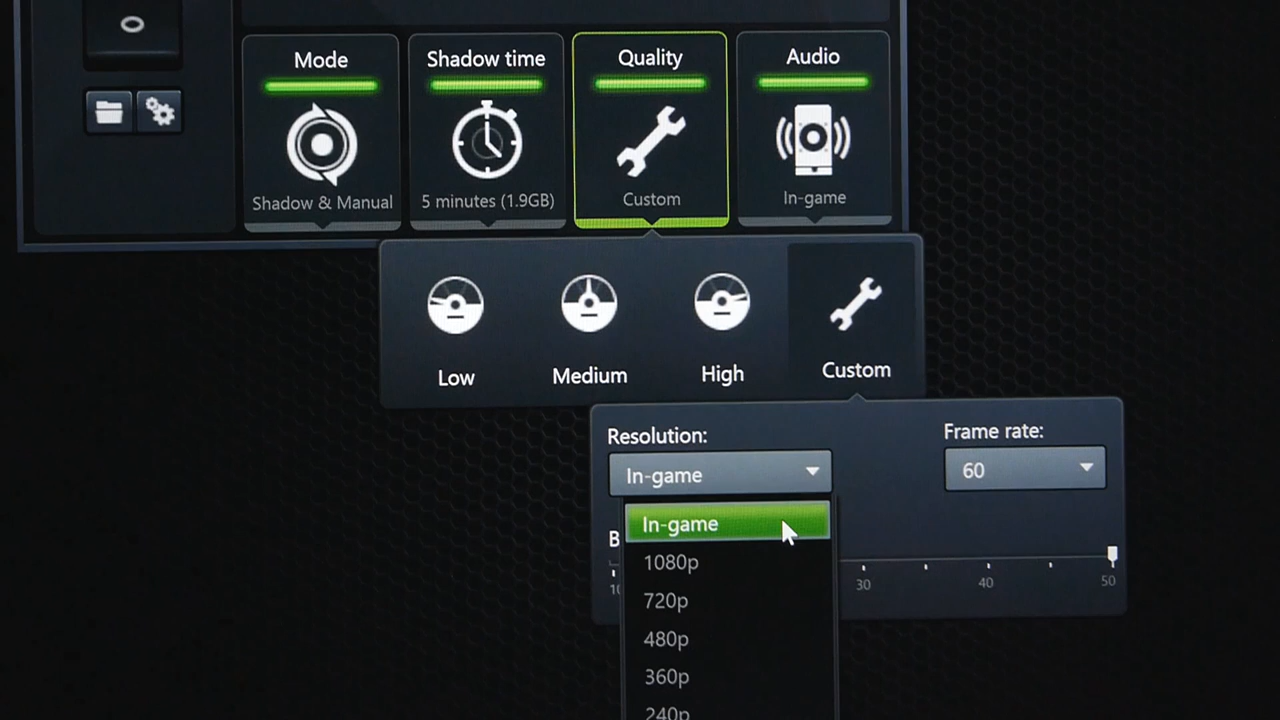 Mode
Shadow time
Quality
Audio
Shadow & Manual
5 minutes (1.9GB)
Custom
In-game
Low
Medium
High
Custom
Resolution:
Frame rate:
In-game
60
In-game
1080p
720p
480p
360p
240p
30
40
50